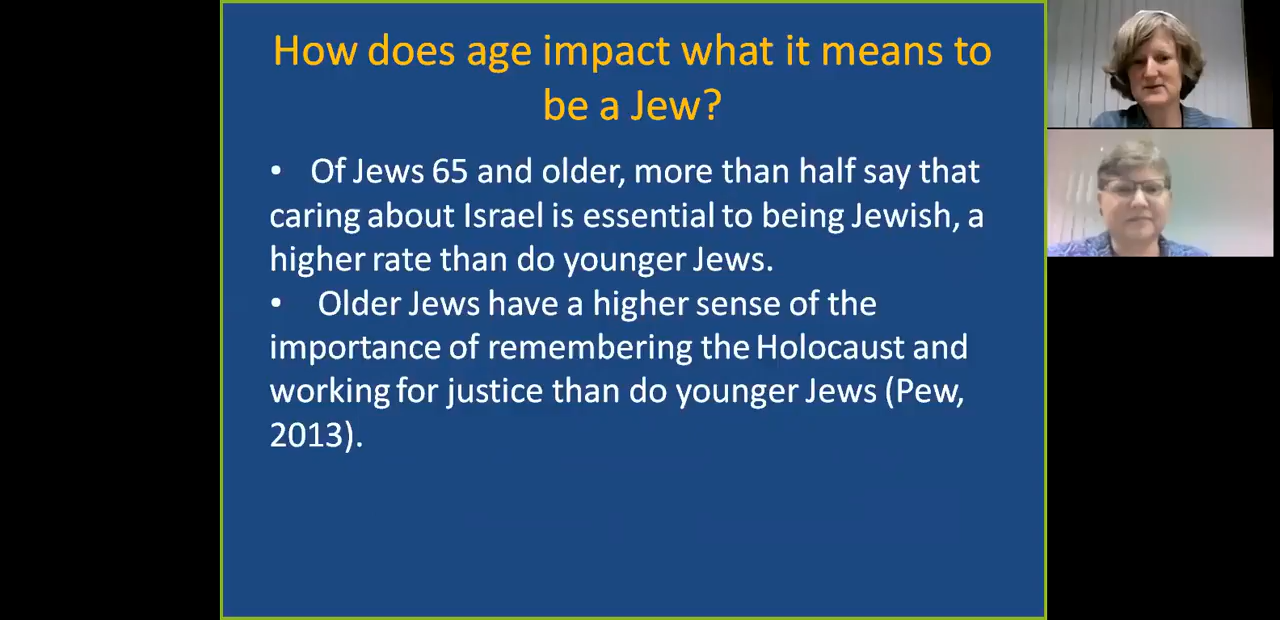 How does age impact what it means to
be a Jew?
• Of Jews 65 and older, more than half say that
caring about Israel is essential to being Jewish, a
higher rate than do younger Jews.
• Older Jews have a higher sense of the
importance of remembering the Holocaust and
working for justice than do younger Jews (Pew,
2013).